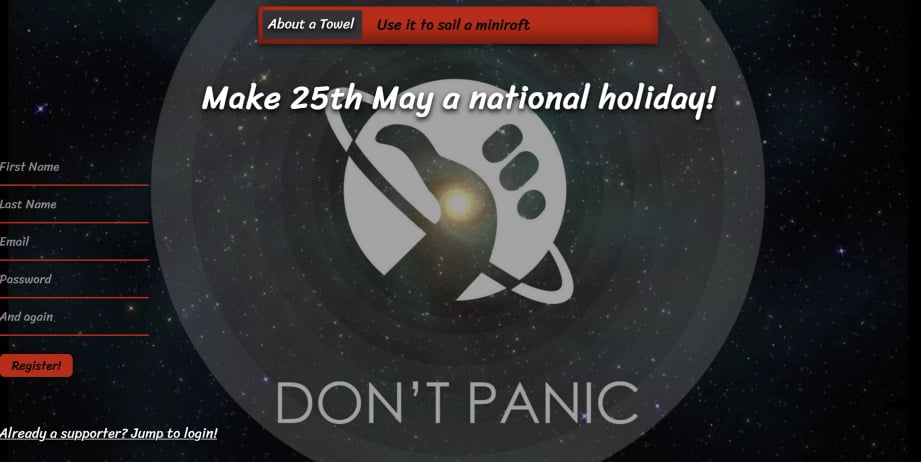 About a Towel Use it to sail a miniraft
Make 25th May a national holiday!
First Name
Last Name
Email
Password
And again
Register!
Already a supporter? Jump to login!
DON'T PANIC